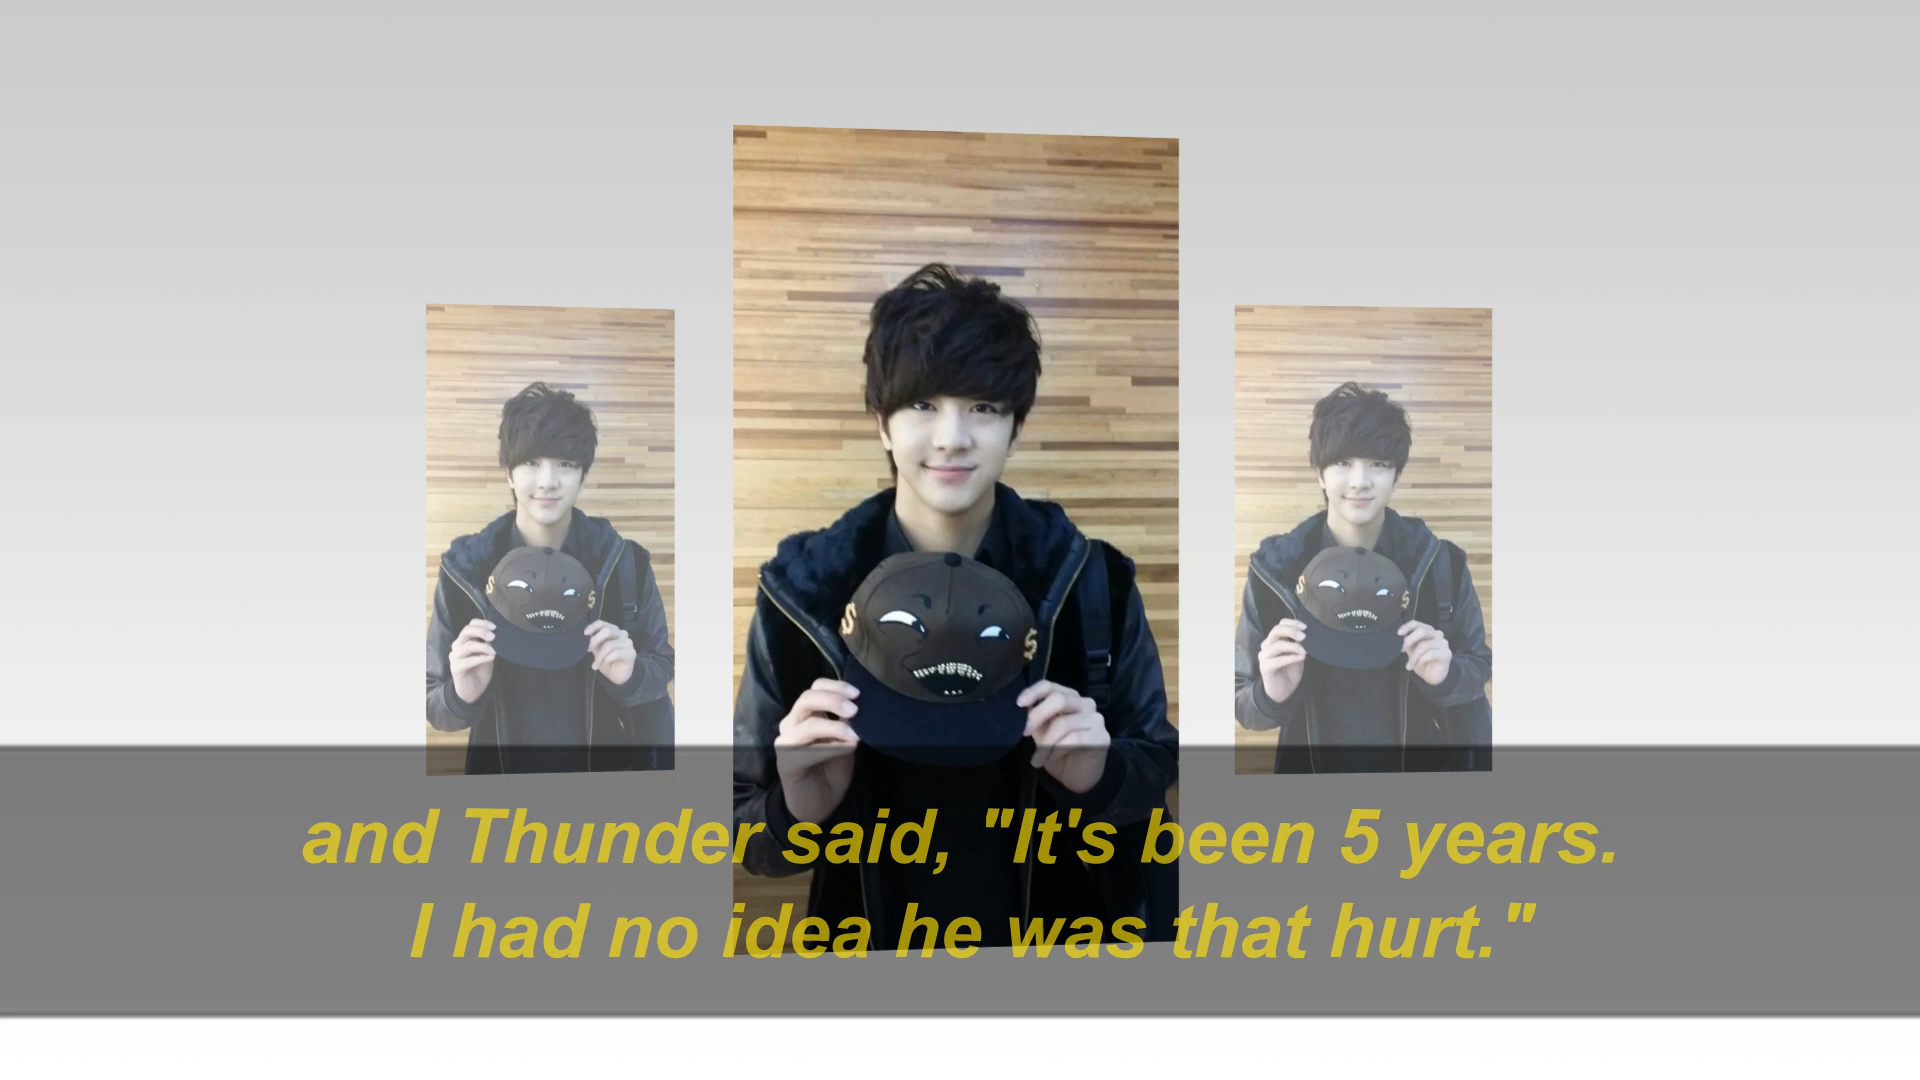 and Thunder said, "It's been 5 years.
I had no idea he was that hurt."